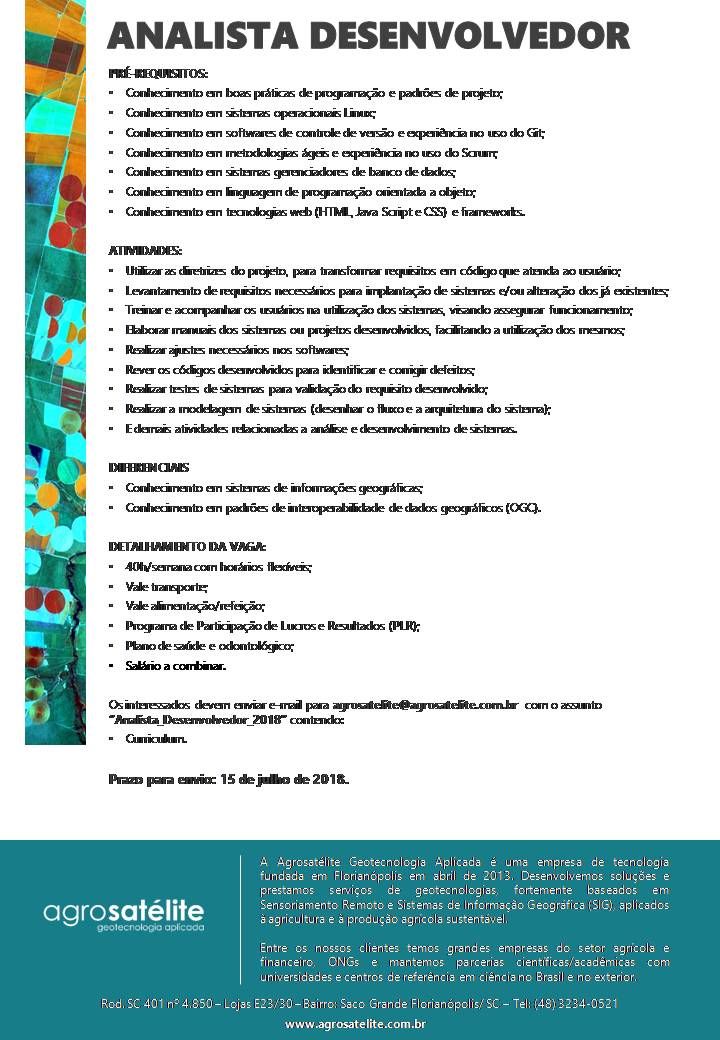 ANALISTA DESENVOLVEDOR
PRÉ-REQUISITOS:
▪ Conhecimento em boas práticas de programação e padrões de projeto;
▪ Conhecimento em sistemas operacionais Linux;
▪ Conhecimento em softwares de controle de versão e experiência no uso do Git;
▪ Conhecimento em metodologias ágeis e experiência no uso do Scrum;
▪ Conhecimento em sistemas gerenciadores de banco de dados;
▪ Conhecimento em linguagem de programação orientada a objeto;
▪ Conhecimento em tecnologias web (HTML, Java Script e CSS) e frameworks.
ATIVIDADES:
▪ Utilizar as diretrizes do projeto, para transformar requisitos em código que atenda ao usuário;
▪ Levantamento de requisitos necessários para implantação de sistemas e/ou alteração dos já existentes;
▪ Treinar e acompanhar os usuários na utilização dos sistemas, visando assegurar funcionamento;
▪ Elaborar manuais dos sistemas ou projetos desenvolvidos, facilitando a utilização dos mesmos;
▪ Realizar ajustes necessários nos softwares;
▪ Rever os códigos desenvolvidos para identificar e corrigir defeitos;
▪ Realizar testes de sistemas para validação do requisito desenvolvido;
▪ Realizar a modelagem de sistemas (desenhar o fluxo e a arquitetura do sistema);
▪ E demais atividades relacionadas a análise e desenvolvimento de sistemas.
DIFERENCIAIS
▪ Conhecimento em sistemas de informações geográficas;
▪ Conhecimento em padrões de interoperabilidade de dados geográficos (OGC).
DETALHAMENTO DA VAGA:
▪ 40h/semana com horários flexíveis;
▪ Vale transporte;
▪ Vale alimentação/refeição;
▪ Programa de Participação de Lucros e Resultados (PLR);
▪ Plano de saúde e odontológico;
▪ Salário a combinar.
Os interessados devem enviar e-mail para agrosatelite@agrosatelite.com.br com o assunto
"Analista_Desenvolvedor_2018" contendo:
▪ Curriculum.
Prazo para envio: 15 de julho de 2018.
agrosatélite
geotecnologia aplicada
A Agrosatélite Geotecnologia Aplicada é uma empresa de tecnologia
fundada em Florianópolis em abril de 2013. Desenvolvemos soluções e
prestamos serviços de geotecnologias, fortemente baseados em
Sensoriamento Remoto e Sistemas de Informação Geográfica (SIG), aplicados
à agricultura e à produção agrícola sustentável.
Entre os nossos clientes temos grandes empresas do setor agrícola e
financeiro, ONGs e mantemos parcerias científicas/acadêmicas com
universidades e centros de referência em ciência no Brasil e no exterior.
Rod. SC 401 nº 4.850 – Lojas E23/30 – Bairro: Saco Grande Florianópolis/ SC – Tel: (48) 3234-0521
www.agrosatelite.com.br